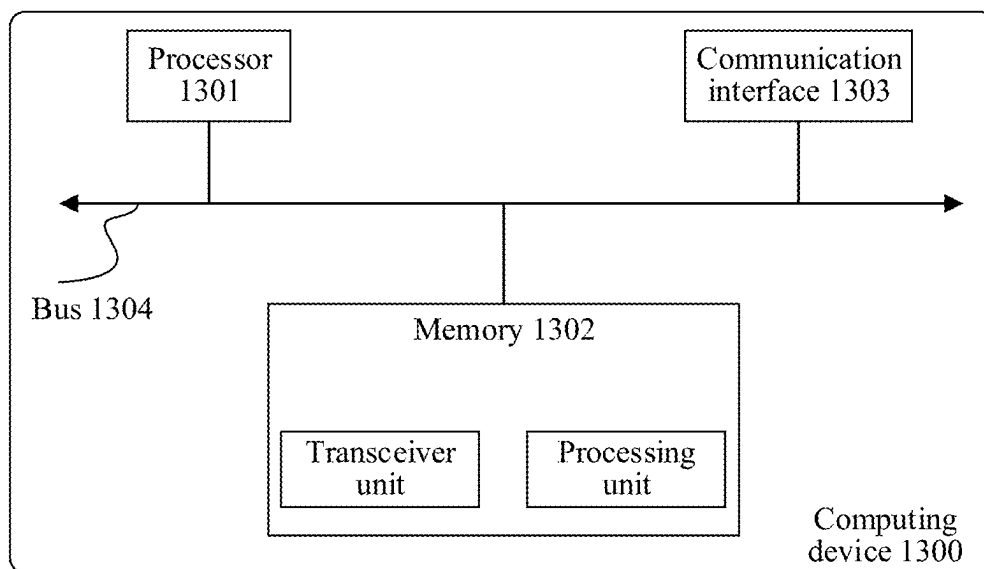 Processor
1301
Communication
interface 1303
Bus 1304
Memory 1302
Transceiver
unit
Processing
unit
Computing
device 1300